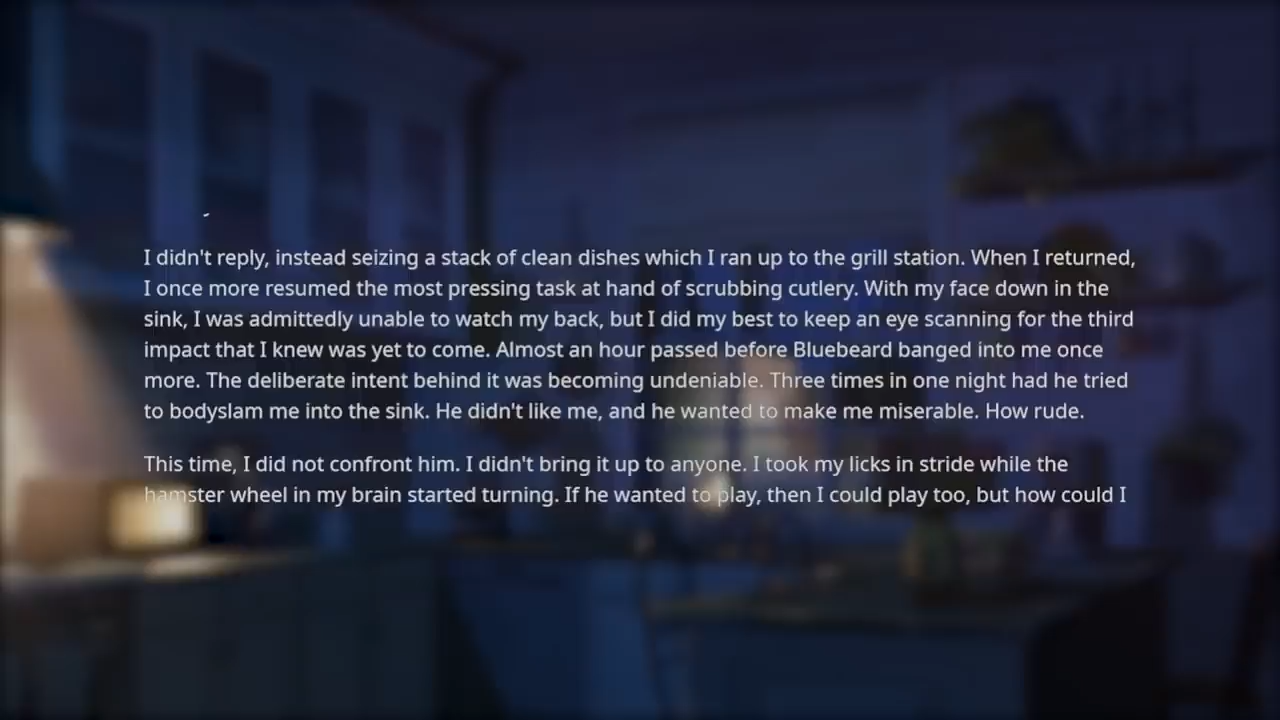 I didn't reply, instead seizing a stack of clean dishes which I ran up to the grill station. When I returned,
I once more resumed the most pressing task at hand of scrubbing cutlery. With my face down in the
sink, I was admittedly unable to watch my back, but I did my best to keep an eye scanning for the third
impact that I knew was yet to come. Almost an hour passed before Bluebeard banged into me once
more. The deliberate intent behind it was becoming undeniable. Three times in one night had he tried
to bodyslam me into the sink. He didn't like me, and he wanted to make me miserable. How rude.
This time, I did not confront him. I didn't bring it up to anyone. I took my licks in stride while the
hamster wheel in my brain started turning. If he wanted to play, then I could play too, but how could I